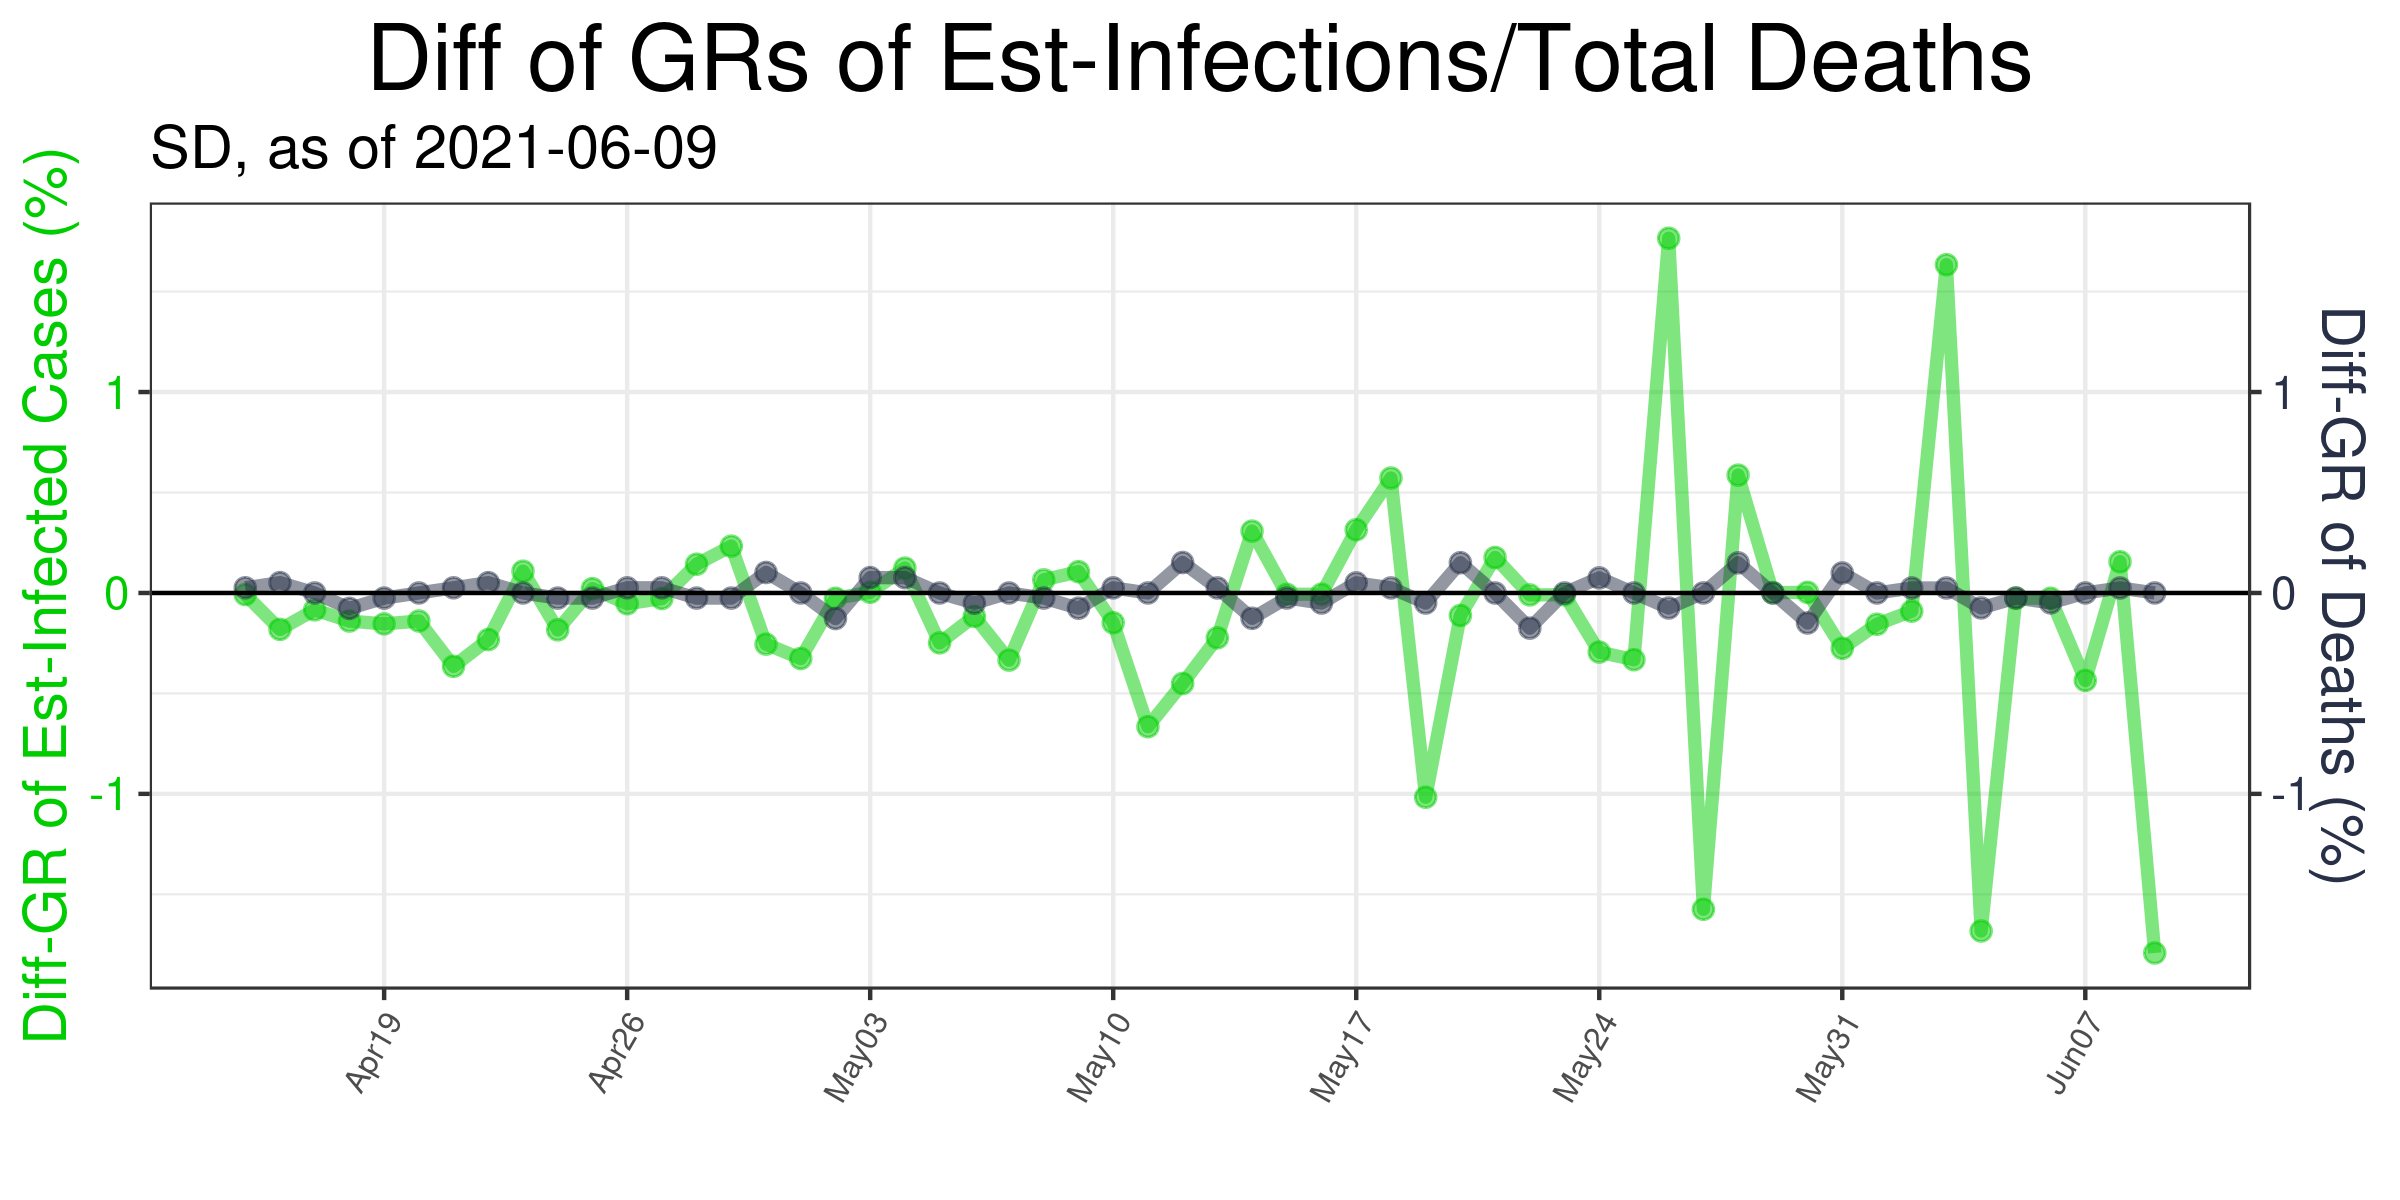 Diff of GRs of Est-Infections/Total Deaths
SD, as of 2021-06-09
Diff-GR of Est-Infected Cases (%)
1
0
-1
1
0
-1
Diff-GR of Deaths (%)
Apr19
Apr26
May03
May10
May17
May24
May31
Jun07